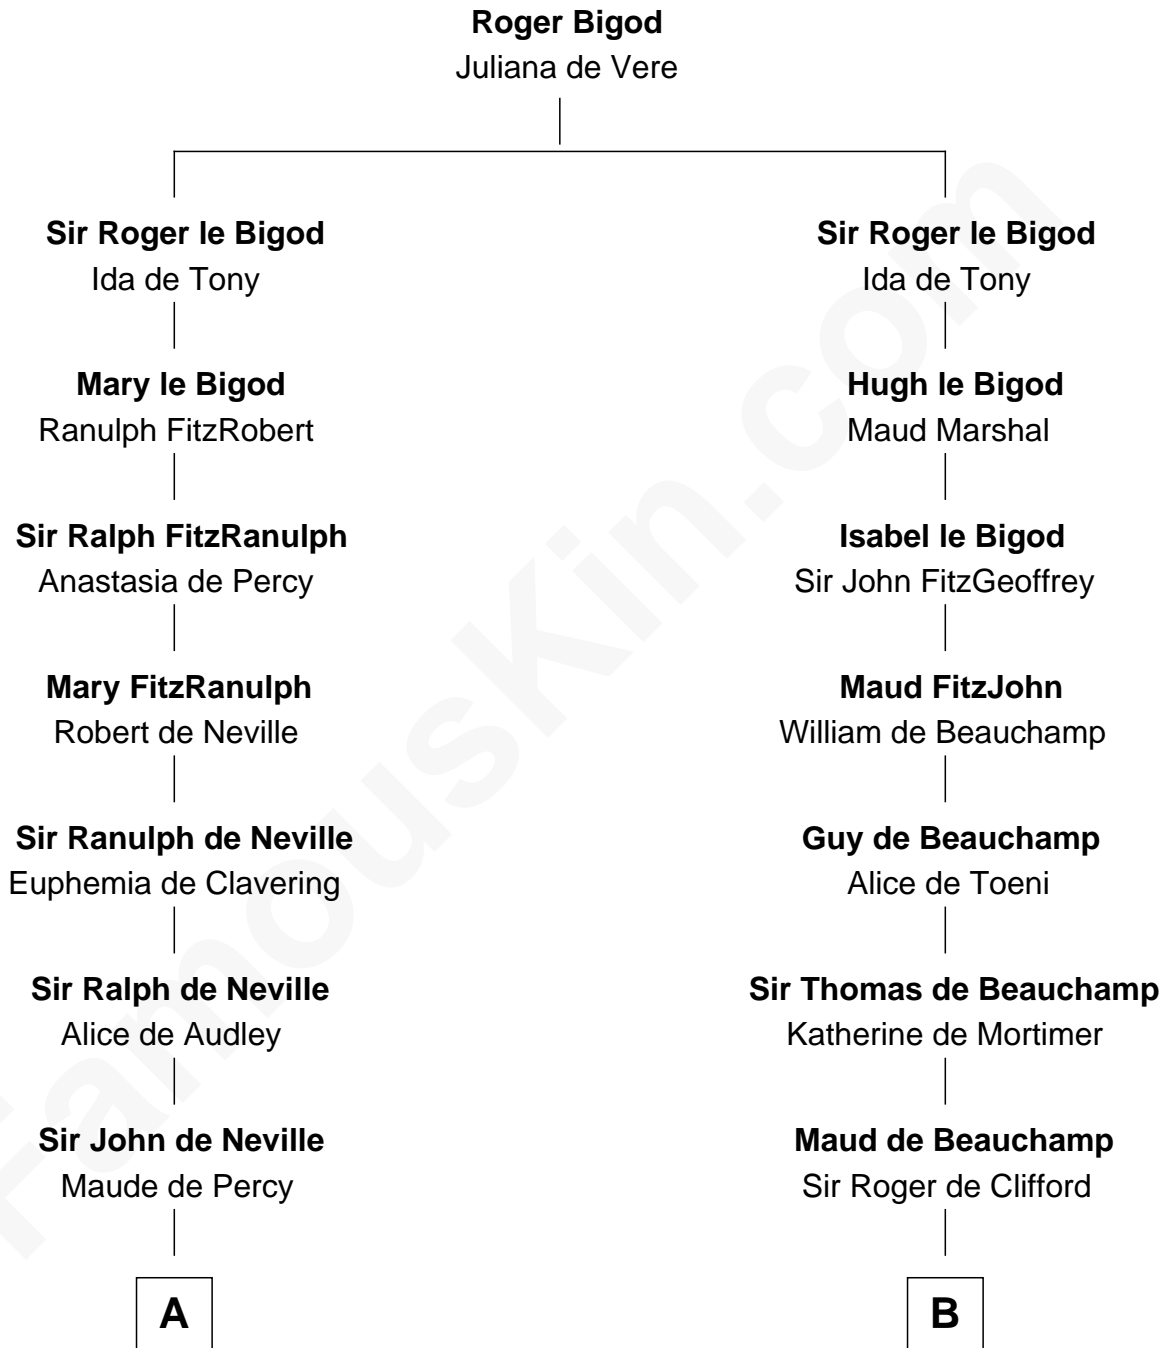 Roger Bigod
Juliana de Vere
Sir Roger le Bigod
Ida de Tony
Mary le Bigod
Ranulph FitzRobert
Sir Ralph FitzRanulph
Anastasia de Percy
Mary FitzRanulph
Robert de Neville
Sir Ranulph de Neville
Euphemia de Clavering
Sir Ralph de Neville
Alice de Audley
Sir John de Neville
Maude de Percy
A
Sir Roger le Bigod
Ida de Tony
Hugh le Bigod
Maud Marshal
Isabel le Bigod
Sir John FitzGeoffrey
Maud FitzJohn
William de Beauchamp
Guy de Beauchamp
Alice de Toeni
Sir Thomas de Beauchamp
Katherine de Mortimer
Maud de Beauchamp
Sir Roger de Clifford
B
FamousKin.com